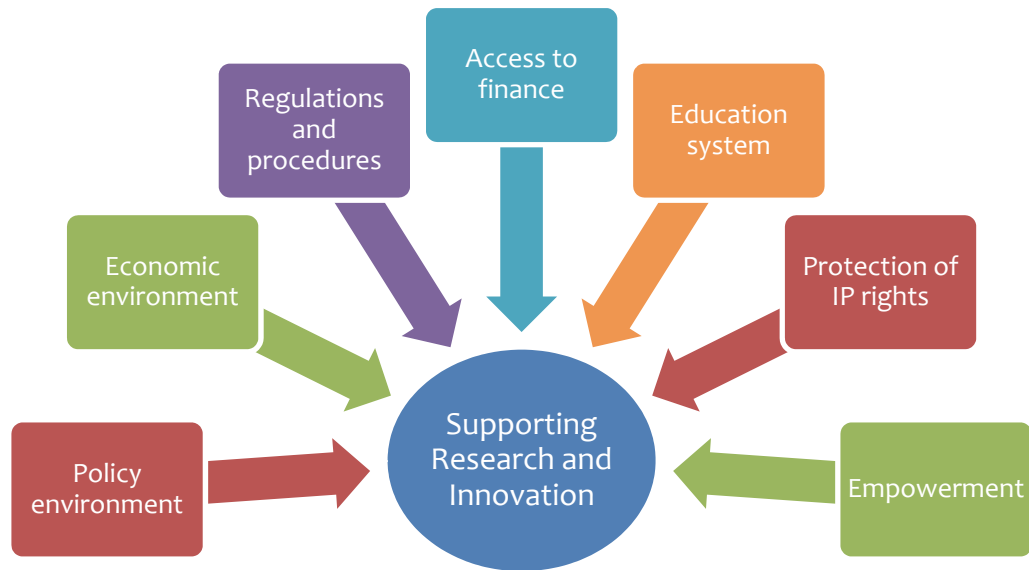 Access to
finance
Regulations
and
procedures
Education
system
Economic
environment
Protection of
IP rights
Policy
environment
Supporting
Research and
Innovation
Empowerment